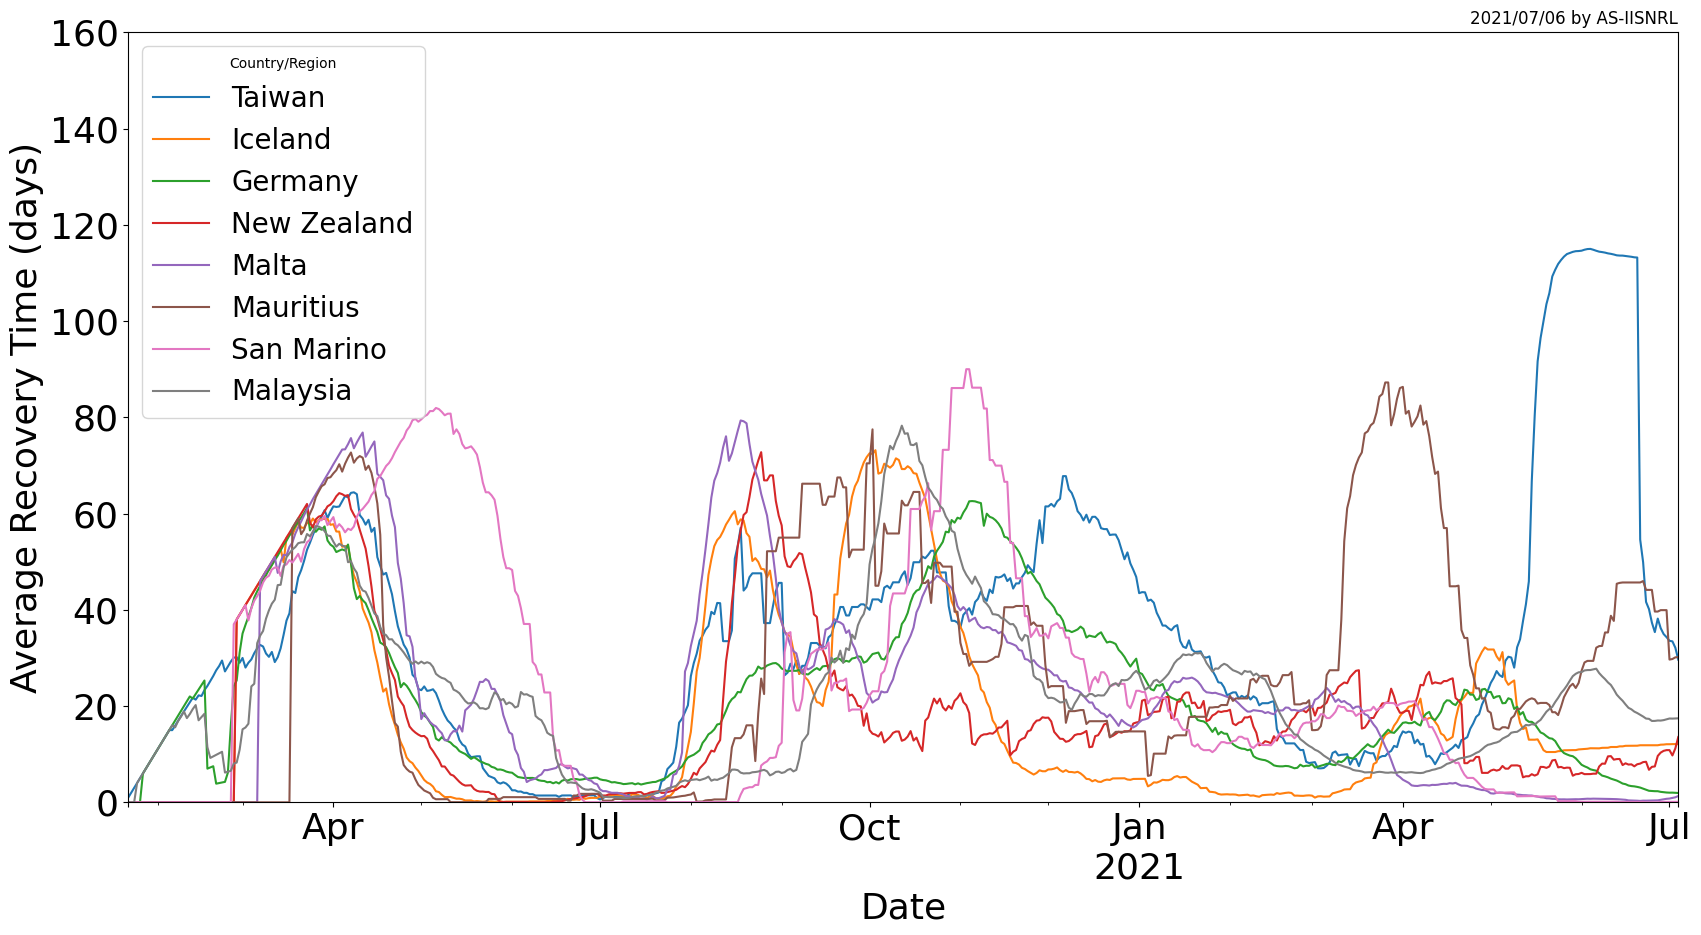 2021/07/06 by AS-IISNRL
160
140
120
100
80
60
40
20
0
Average Recovery Time (days)
Country/Region
Taiwan
Iceland
Germany
New Zealand
Malta
Mauritius
San Marino
Malaysia
Apr
Jul
Oct
Jan
2021
Apr
Jul
Date